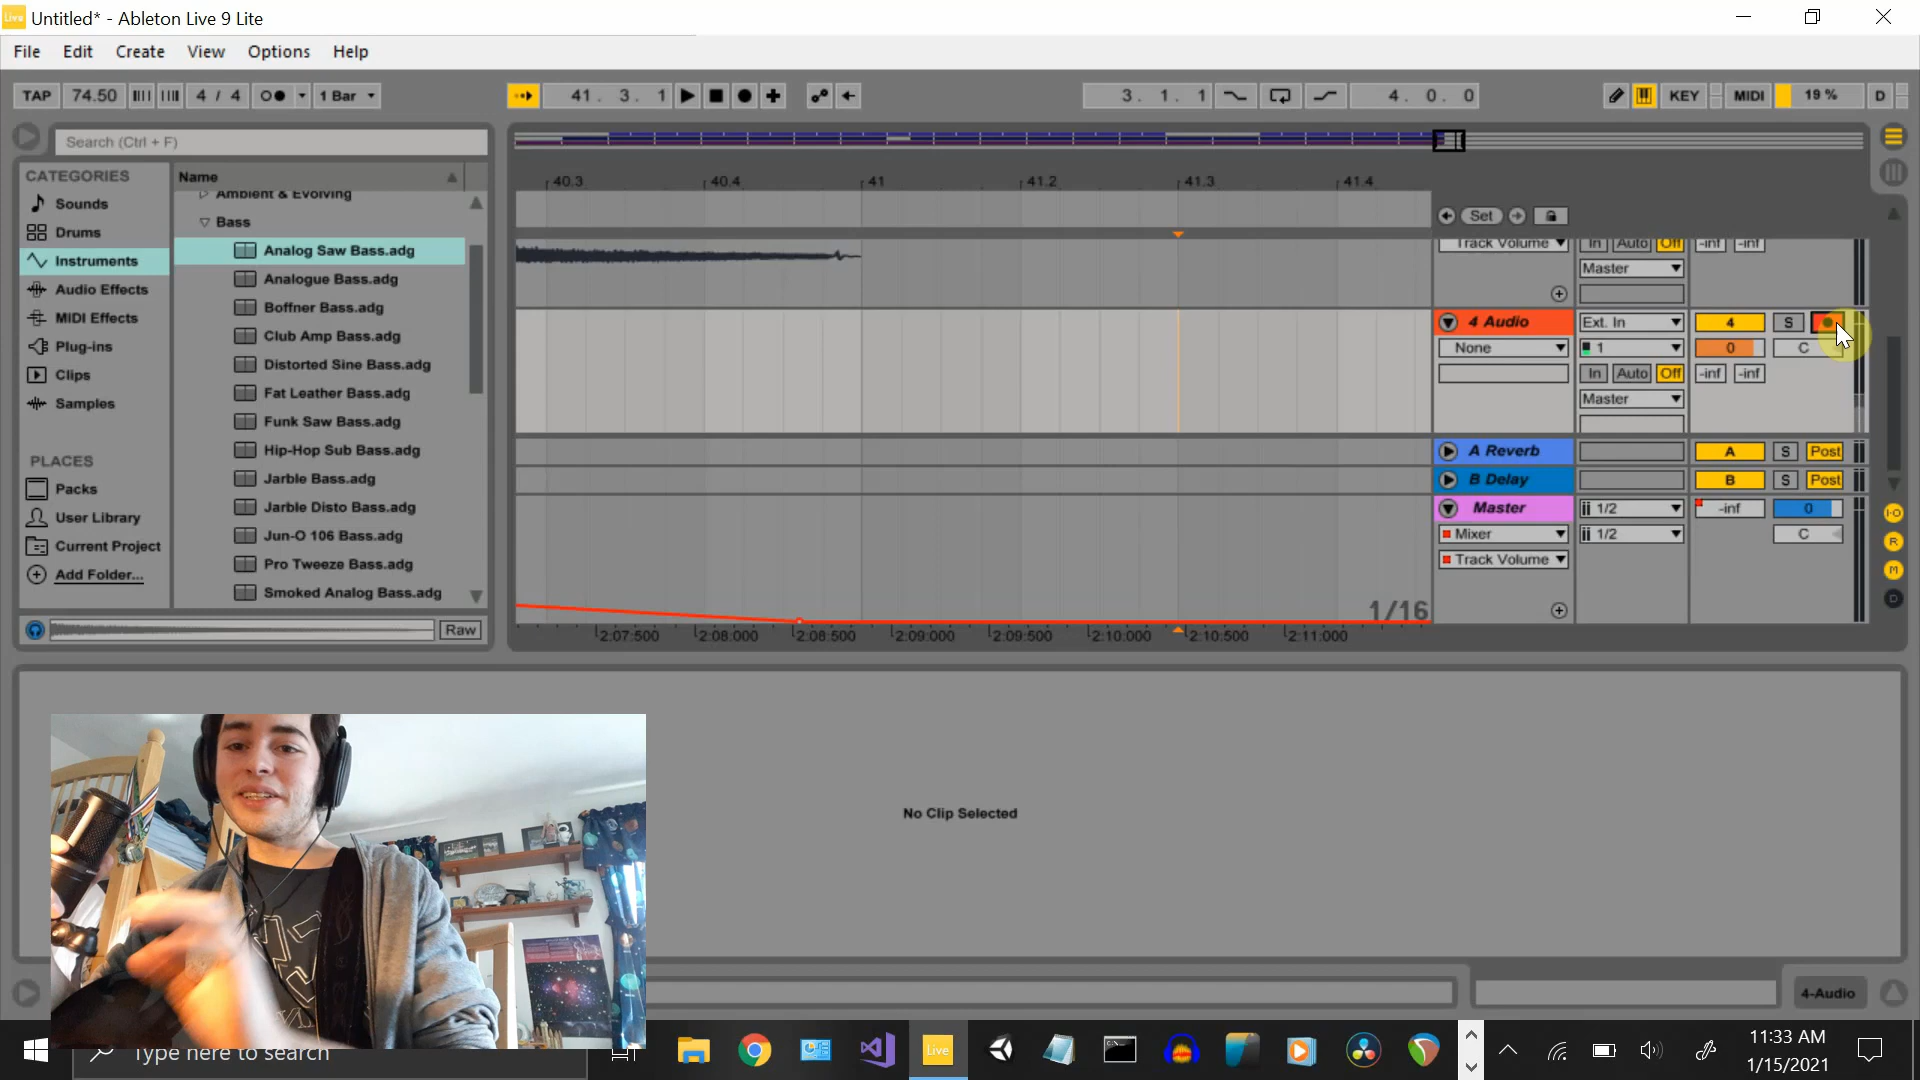 Live Untitled* - Ableton Live 9 Lite
File Edit Create View Options Help
TAP 74.50 4 / 4 1 Bar 41. 3. 1 3. 1. 1 4. 0. 0 KEY MIDI 19 % D
Search (Ctrl + F)
CATEGORIES
Sounds
Drums
Instruments
Audio Effects
MIDI Effects
Plug-ins
Clips
Samples
PLACES
Packs
User Library
Current Project
Add Folder...
Name
Ambient & Evolving
Bass
Analog Saw Bass.adg
Analogue Bass.adg
Boffner Bass.adg
Club Amp Bass.adg
Distorted Sine Bass.adg
Fat Leather Bass.adg
Funk Saw Bass.adg
Hip-Hop Sub Bass.adg
Jarble Bass.adg
Jarble Disto Bass.adg
Jun-O 106 Bass.adg
Pro Tweeze Bass.adg
Smoked Analog Bass.adg
Raw
40.3 40.4 41 41.2 41.3 41.4
Set
Track Volume In Auto Off -inf -inf
Master
4 Audio Ext. In 4 S
None 1 0 C
In Auto Off -inf -inf
Master
A Reverb A S Post
B Delay B S Post
Master 1/2 -inf 0
Mixer 1/2 C
Track Volume
1/16
2:07:500 2:08:000 2:08:500 2:09:000 2:09:500 2:10:000 2:10:500 2:11:000
I-O
R
M
D
No Clip Selected
4-Audio
Type here to search
Live
11:33 AM
1/15/2021